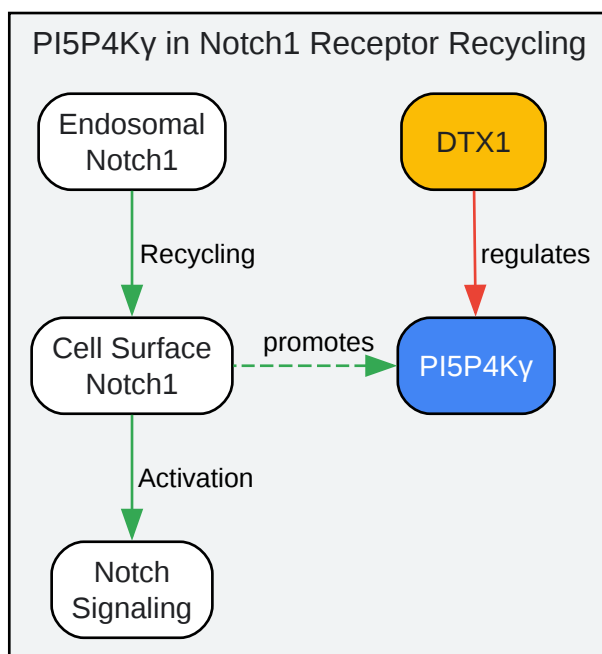 PI5P4Kγ in Notch1 Receptor Recycling
Endosomal
Notch1
DTX1
Recycling
regulates
Cell Surface
Notch1
promotes
PI5P4Kγ
Activation
Notch
Signaling